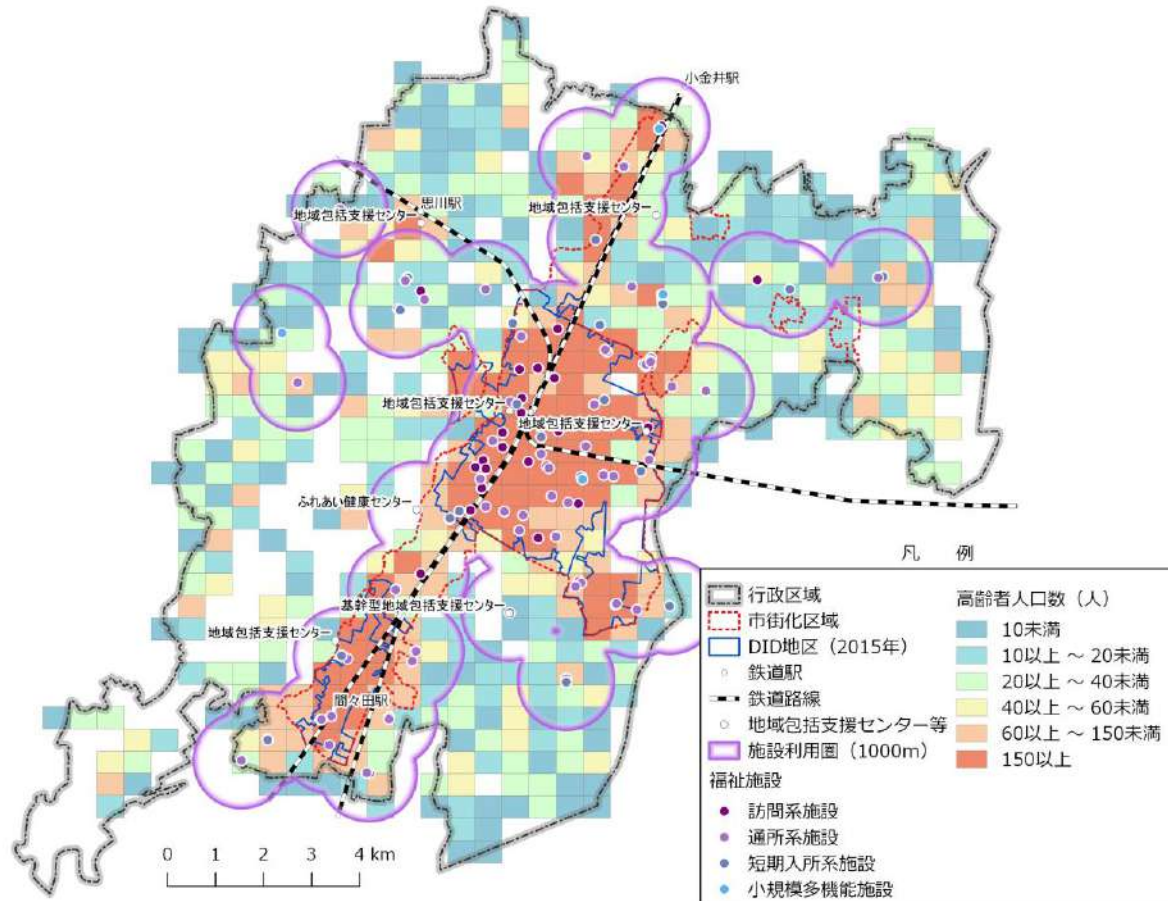 小金井駅
思川駅
地域包括支援センター
地域包括支援センター
地域包括支援センター
地域包括支援センター
ふれあい健康センター
基幹型地域包括支援センター
地域包括支援センター
間々田駅
0 1 2 3 4 km
凡 例
行政区域
市街化区域
DID地区（2015年）
鉄道駅
鉄道路線
地域包括支援センター等
施設利用圏（1000m）
福祉施設
訪問系施設
通所系施設
短期入所系施設
小規模多機能施設
高齢者人口数（人）
10未満
10以上 ～ 20未満
20以上 ～ 40未満
40以上 ～ 60未満
60以上 ～ 150未満
150以上